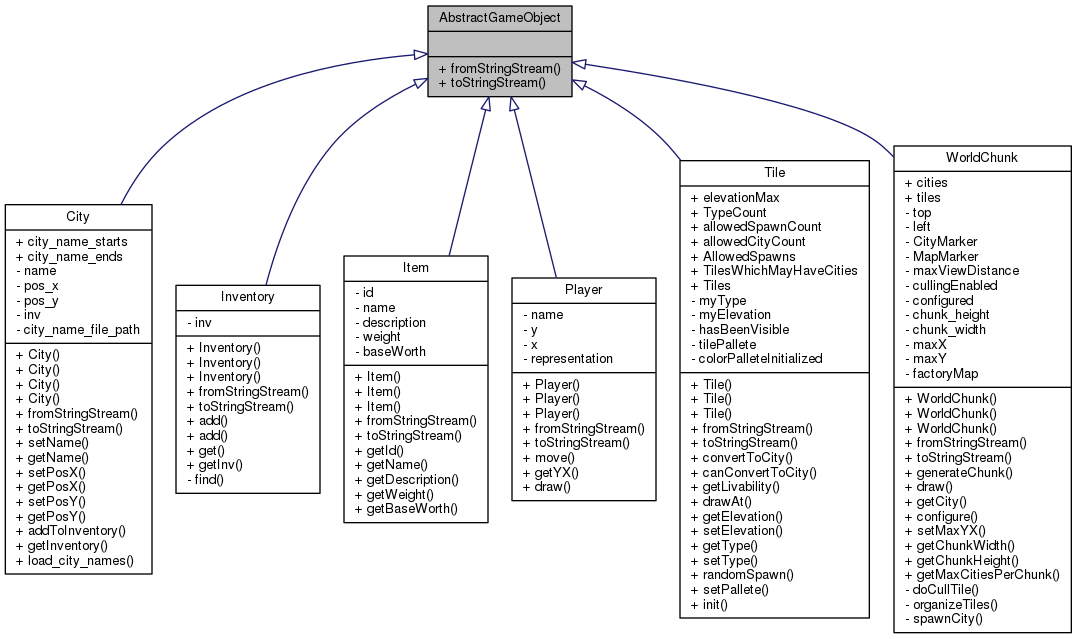 AbstractGameObject
+ fromStringStream()
+ toStringStream()
City
+ city_name_starts
+ city_name_ends
- name
- pos_x
- pos_y
- inv
- city_name_file_path
+ City()
+ City()
+ City()
+ City()
+ fromStringStream()
+ toStringStream()
+ setName()
+ getName()
+ setPosX()
+ getPosX()
+ setPosY()
+ getPosY()
+ addToInventory()
+ getInventory()
+ load_city_names()
Inventory
- inv
+ Inventory()
+ Inventory()
+ Inventory()
+ fromStringStream()
+ toStringStream()
+ add()
+ add()
+ get()
+ getInv()
- find()
Item
- id
- name
- description
- weight
- baseWorth
+ Item()
+ Item()
+ Item()
+ fromStringStream()
+ toStringStream()
+ getId()
+ getName()
+ getDescription()
+ getWeight()
+ getBaseWorth()
Player
- name
- y
- x
- representation
+ Player()
+ Player()
+ Player()
+ fromStringStream()
+ toStringStream()
+ move()
+ getYX()
+ draw()
Tile
+ elevationMax
+ TypeCount
+ allowedSpawnCount
+ allowedCityCount
+ AllowedSpawns
+ TilesWhichMayHaveCities
+ Tiles
- myType
- myElevation
- hasBeenVisible
- tilePallete
- colorPalleteInitialized
+ Tile()
+ Tile()
+ Tile()
+ fromStringStream()
+ toStringStream()
+ convertToCity()
+ canConvertToCity()
+ getLivability()
+ drawAt()
+ getElevation()
+ setElevation()
+ getType()
+ setType()
+ randomSpawn()
+ setPallete()
+ init()
WorldChunk
+ cities
+ tiles
- top
- left
- CityMarker
- MapMarker
- maxViewDistance
- cullingEnabled
- configured
- chunk_height
- chunk_width
- maxX
- maxY
- factoryMap
+ WorldChunk()
+ WorldChunk()
+ WorldChunk()
+ fromStringStream()
+ toStringStream()
+ generateChunk()
+ draw()
+ getCity()
+ configure()
+ setMaxYX()
+ getChunkWidth()
+ getChunkHeight()
+ getMaxCitiesPerChunk()
- doCullTile()
- organizeTiles()
- spawnCity()